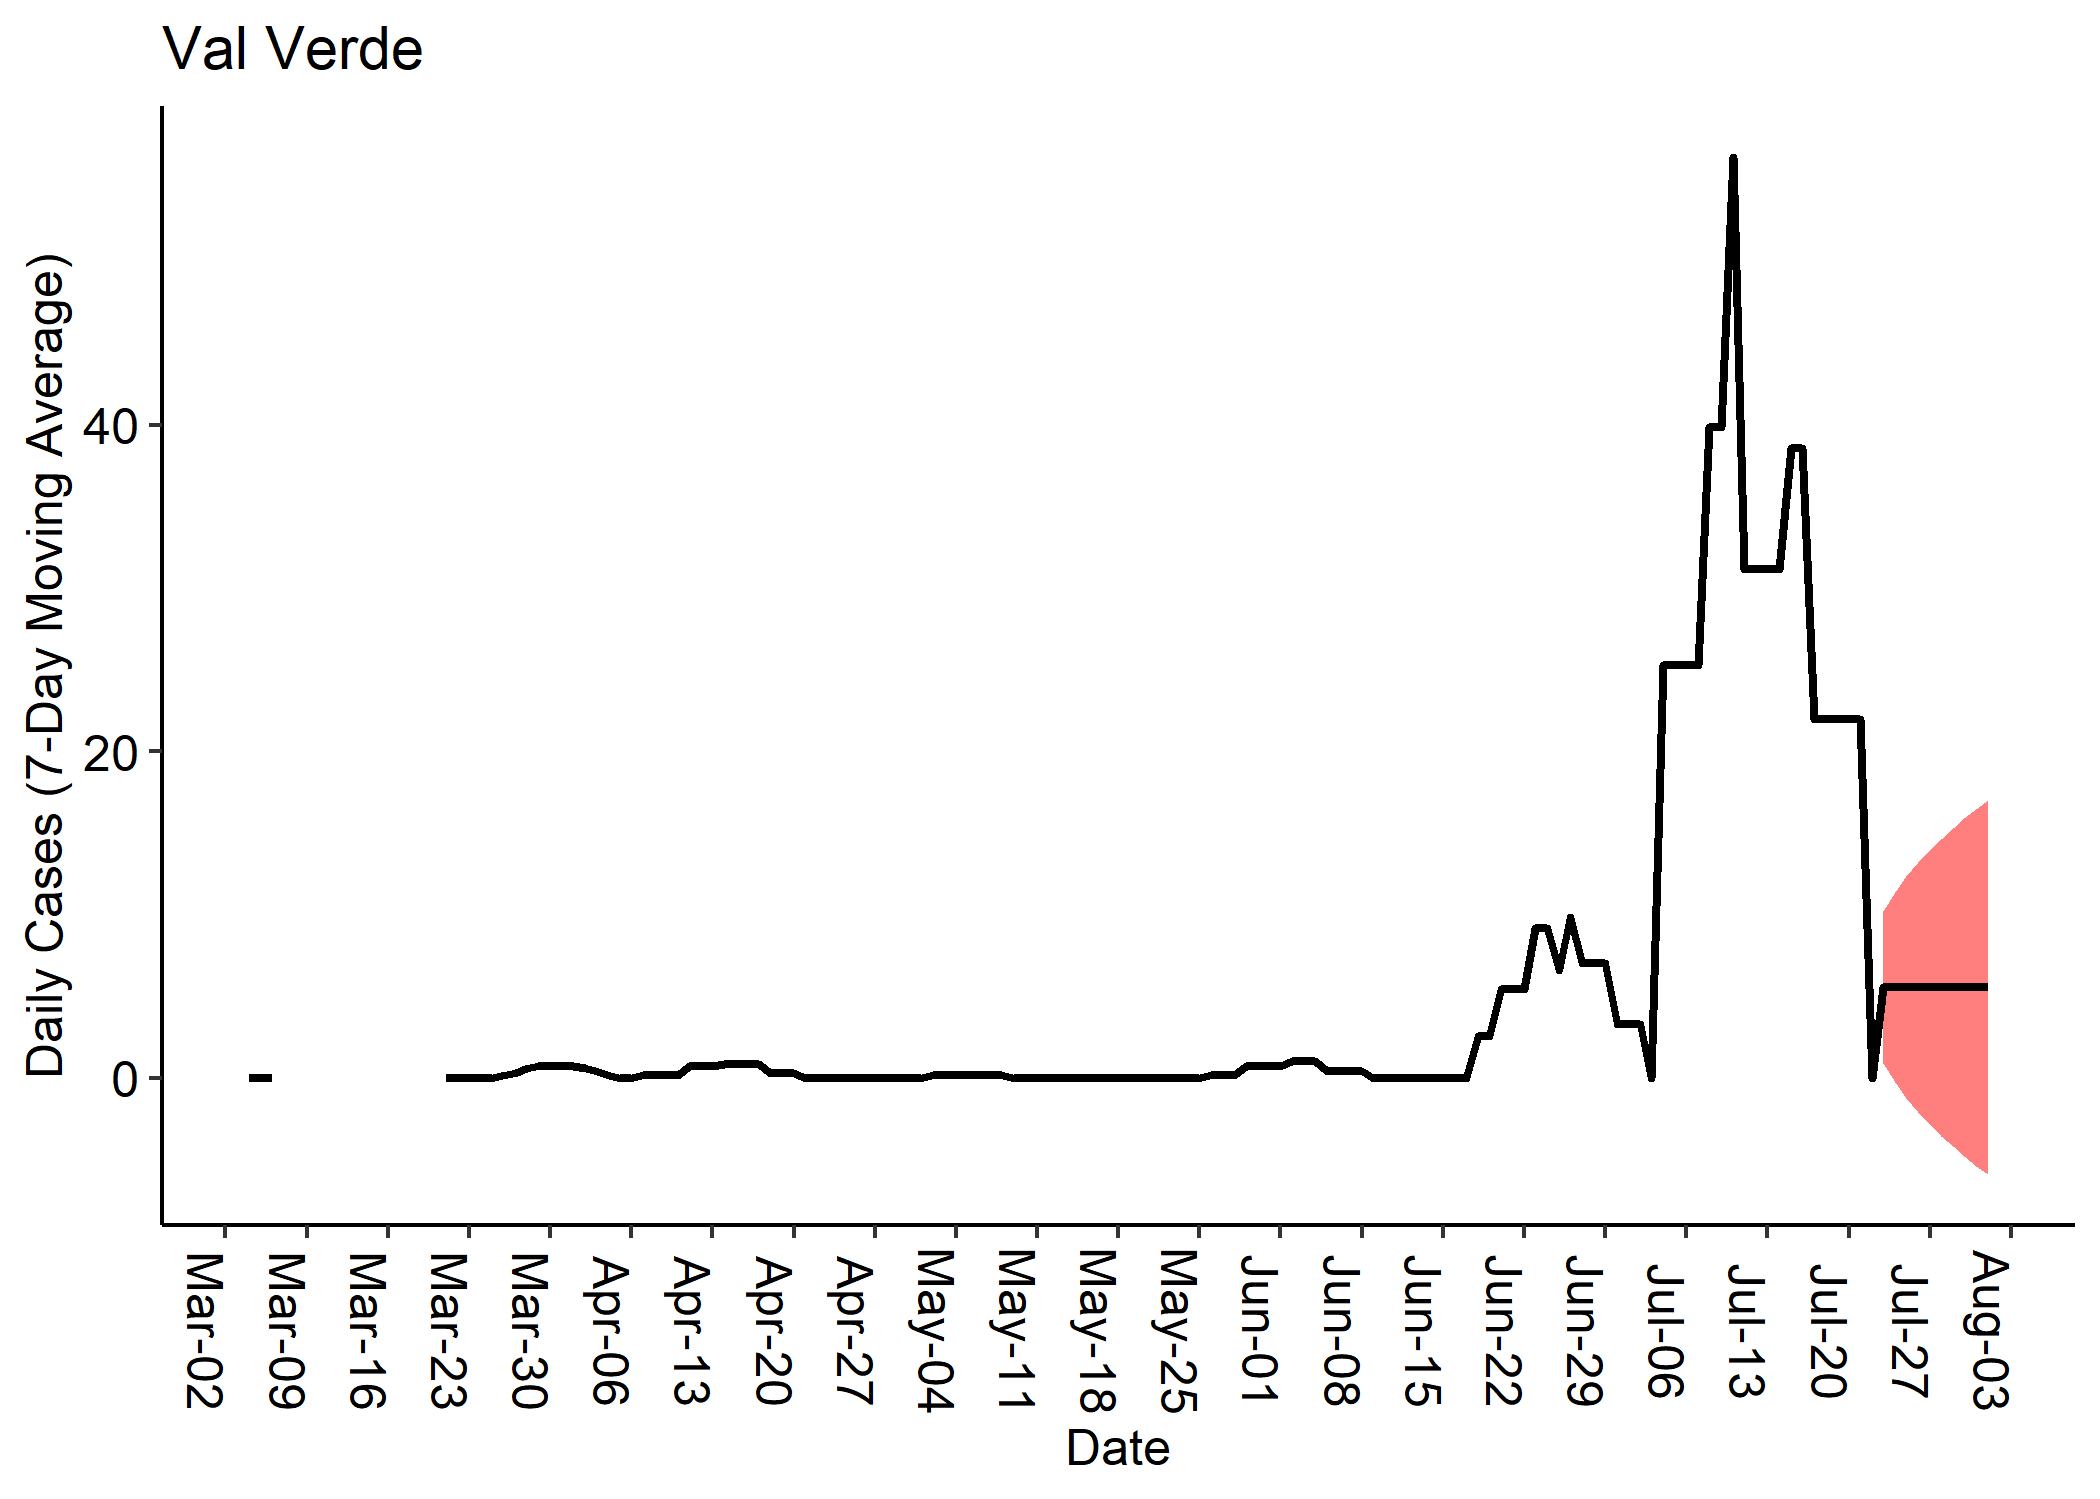 Val Verde
Daily Cases (7-Day Moving Average)
40
20
0
Mar-02
Mar-09
Mar-16
Mar-23
Mar-30
Apr-06
Apr-13
Apr-20
Apr-27
May-04
May-11
May-18
May-25
Jun-01
Jun-08
Jun-15
Jun-22
Jun-29
Jul-06
Jul-13
Jul-20
Jul-27
Aug-03
Date